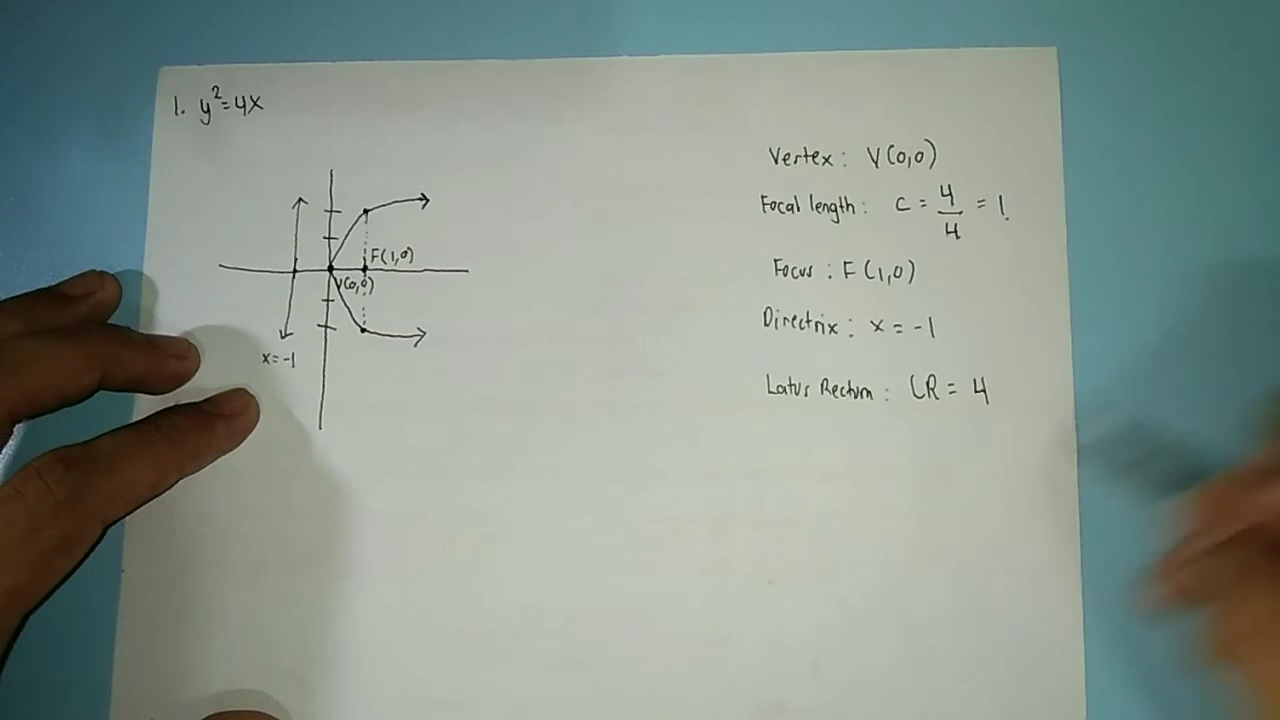 1. y²=4x
F(1,0)
V(0,0)
x=-1
Vertex: V(0,0)
Focal length: c = 4/4 = 1
Focus: F(1,0)
Directrix: x = -1
Latus Rectum: LR = 4